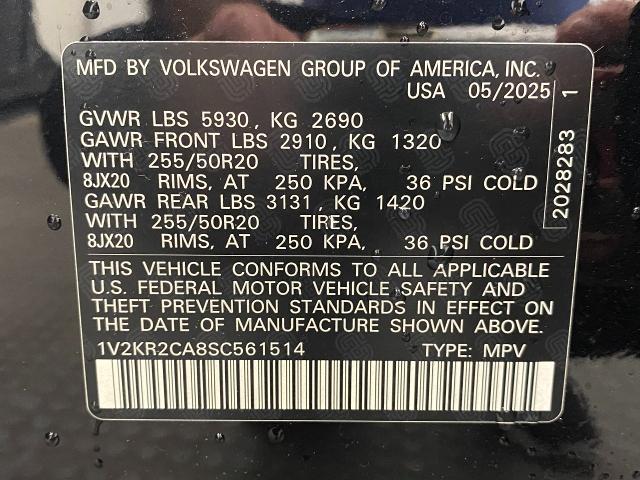 MFD BY VOLKSWAGEN GROUP OF AMERICA, INC.
USA 05/2025
GVWR LBS 5930, KG 2690
GAWR FRONT LBS 2910, KG 1320
WITH 255/50R20 TIRES,
8JX20 RIMS, AT 250 KPA, 36 PSI COLD
GAWR REAR LBS 3131, KG 1420
WITH 255/50R20 TIRES,
8JX20 RIMS, AT 250 KPA, 36 PSI COLD
THIS VEHICLE CONFORMS TO ALL APPLICABLE
U.S. FEDERAL MOTOR VEHICLE SAFETY AND
THEFT PREVENTION STANDARDS IN EFFECT ON
THE DATE OF MANUFACTURE SHOWN ABOVE.
1V2KR2CA8SC561514 TYPE: MPV
2028283 1